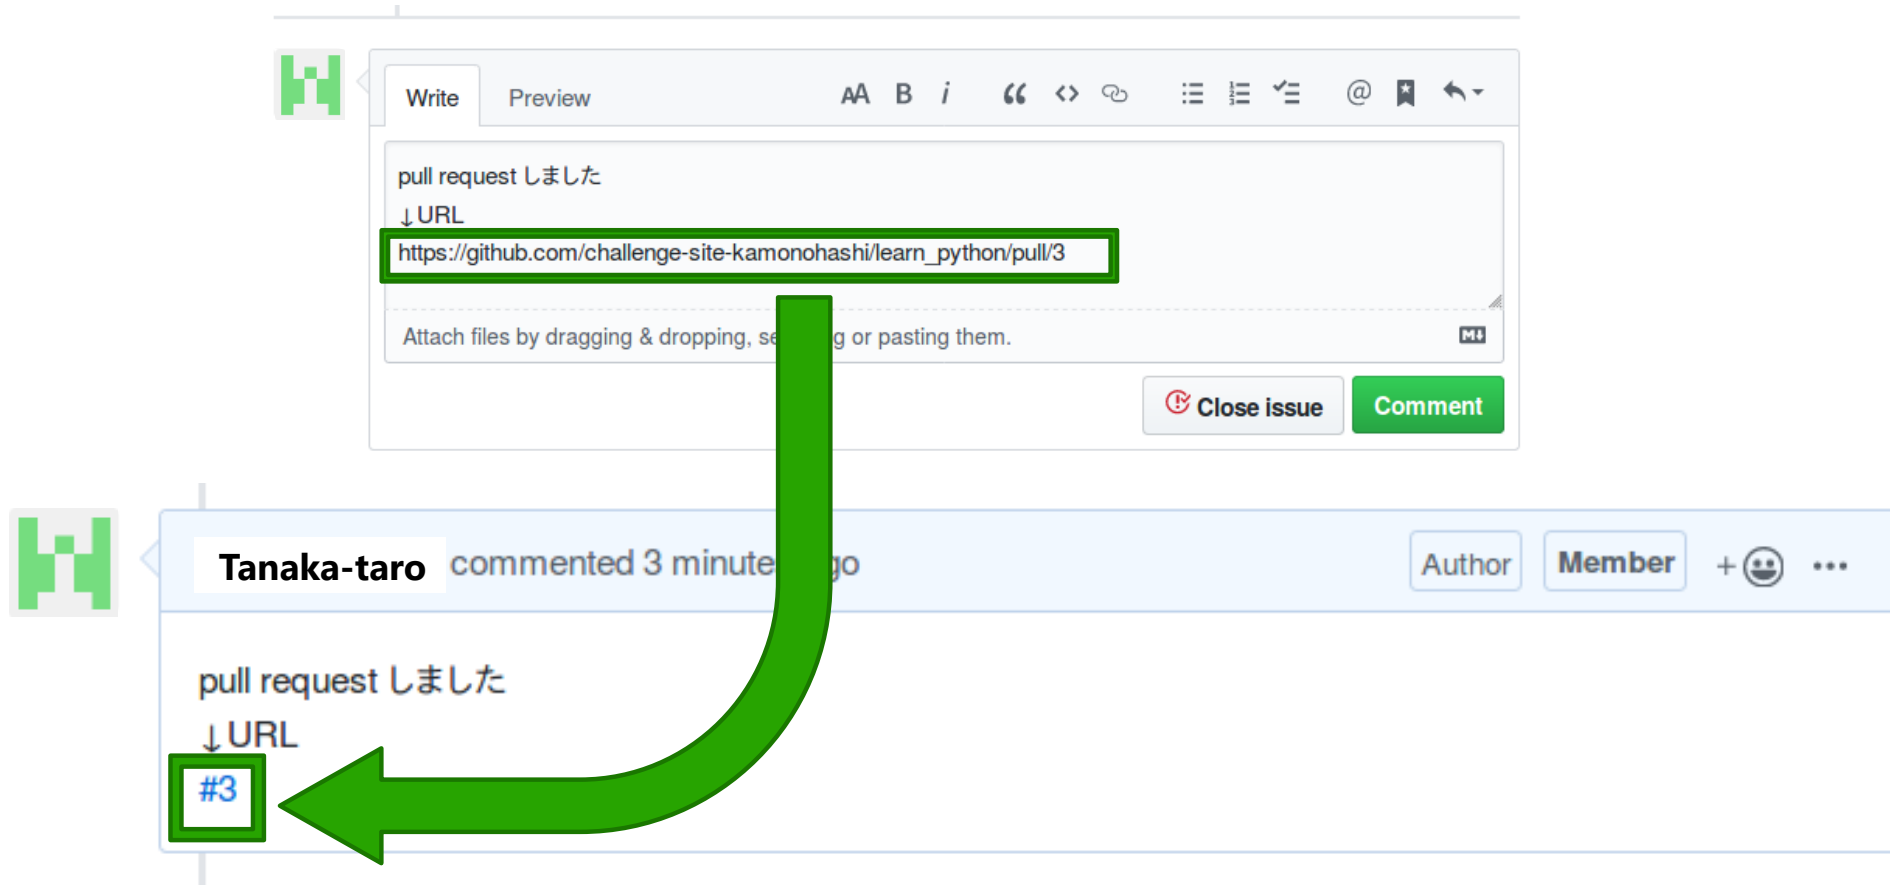 Write Preview AA B i
pull request しました
↓URL
https://github.com/challenge-site-kamonohashi/learn_python/pull/3
Attach files by dragging & dropping, se g or pasting them.
Close issue Comment
Tanaka-taro commented 3 minute go
Author Member
pull request しました
↓URL
#3